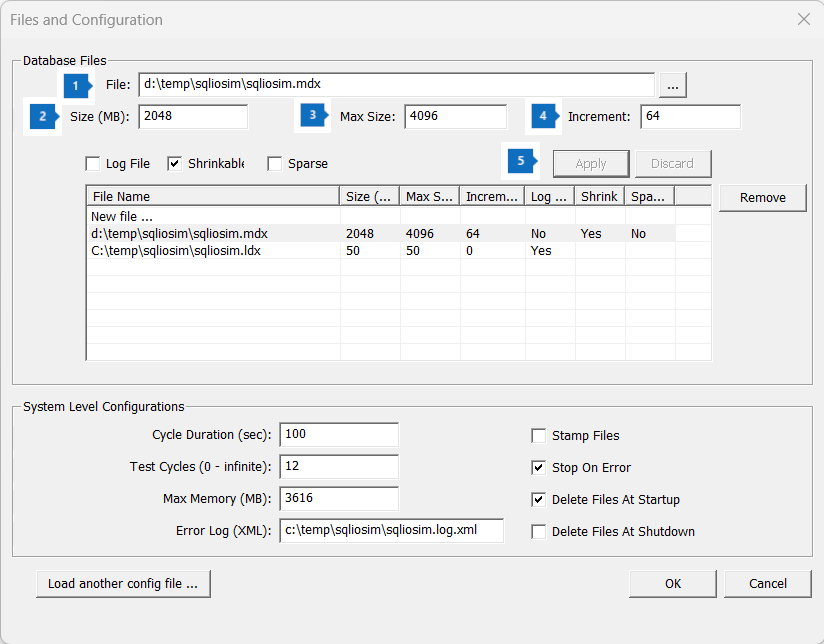 Files and Configuration
Database Files
1 File: d:\temp\sqliosim\sqliosim.mdx ...
2 Size (MB): 2048 3 Max Size: 4096 4 Increment: 64
Log File Shrinkable Sparse 5 Apply Discard
File Name Size (... Max S... Increm... Log ... Shrink Spa... Remove
New file ...
d:\temp\sqliosim\sqliosim.mdx 2048 4096 64 No Yes No
C:\temp\sqliosim\sqliosim.ldx 50 50 0 Yes
System Level Configurations
Cycle Duration (sec): 100 Stamp Files
Test Cycles (0 - infinite): 12 Stop On Error
Max Memory (MB): 3616 Delete Files At Startup
Error Log (XML): c:\temp\sqliosim\sqliosim.log.xml Delete Files At Shutdown
Load another config file ... OK Cancel